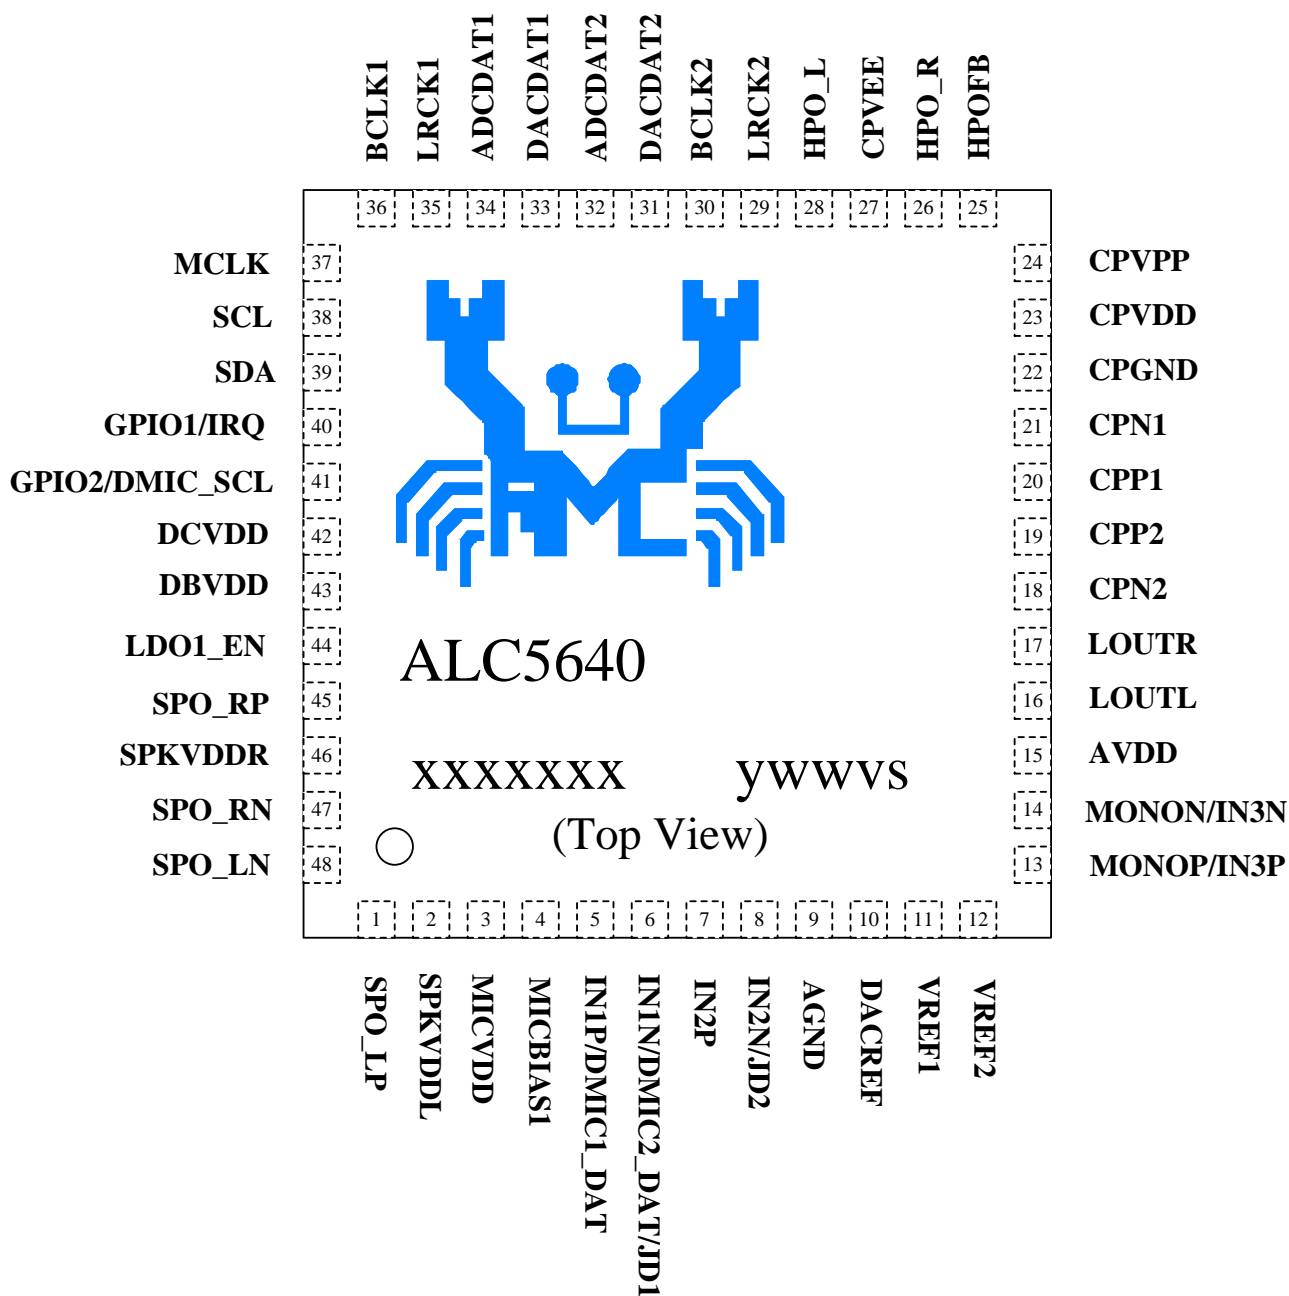 BCLK1
LRCK1
ADCDAT1
DACDAT1
ADCDAT2
DACDAT2
BCLK2
LRCK2
HPO_L
CPVEE
HPO_R
HPOFB
36
35
34
33
32
31
30
29
28
27
26
25
MCLK 37
SCL 38
SDA 39
GPIO1/IRQ 40
GPIO2/DMIC_SCL 41
DCVDD 42
DBVDD 43
LDO1_EN 44
SPO_RP 45
SPKVDDR 46
SPO_RN 47
SPO_LN 48
24 CPVPP
23 CPVDD
22 CPGND
21 CPN1
20 CPP1
19 CPP2
18 CPN2
17 LOUTR
16 LOUTL
15 AVDD
14 MONON/IN3N
13 MONOP/IN3P
ALC5640
xxxxxxx ywwvs
(Top View)
1
2
3
4
5
6
7
8
9
10
11
12
SPO_LP
SPKVDDL
MICVDD
MICBIAS1
IN1P/DMIC1_DAT
IN1N/DMIC2_DAT/JD1
IN2P
IN2N/JD2
AGND
DACREF
VREF1
VREF2